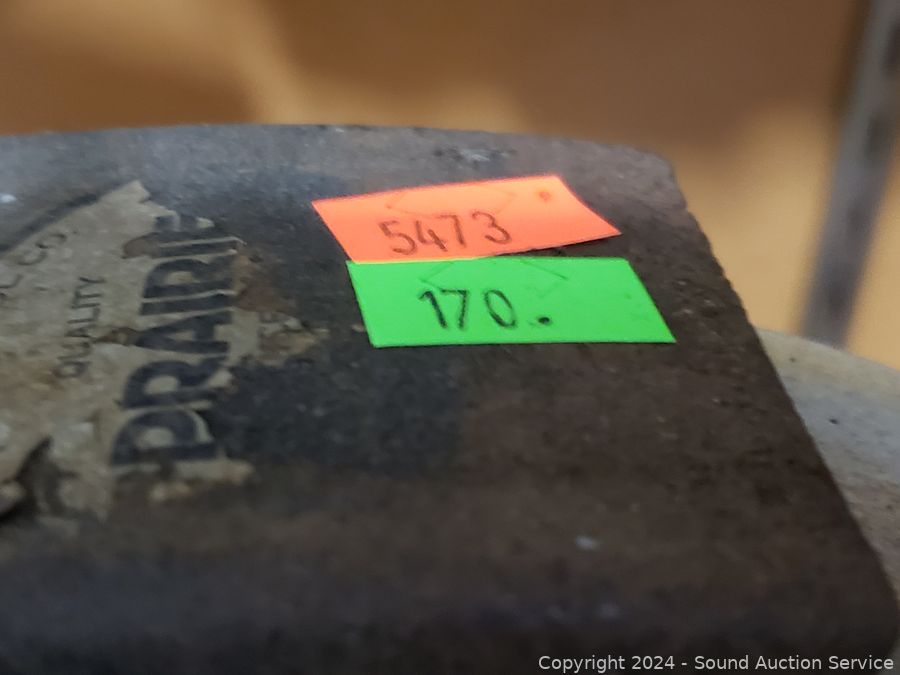 CO.
QUALITY
PRAIRIE
5473
170.
Copyright 2024 - Sound Auction Service